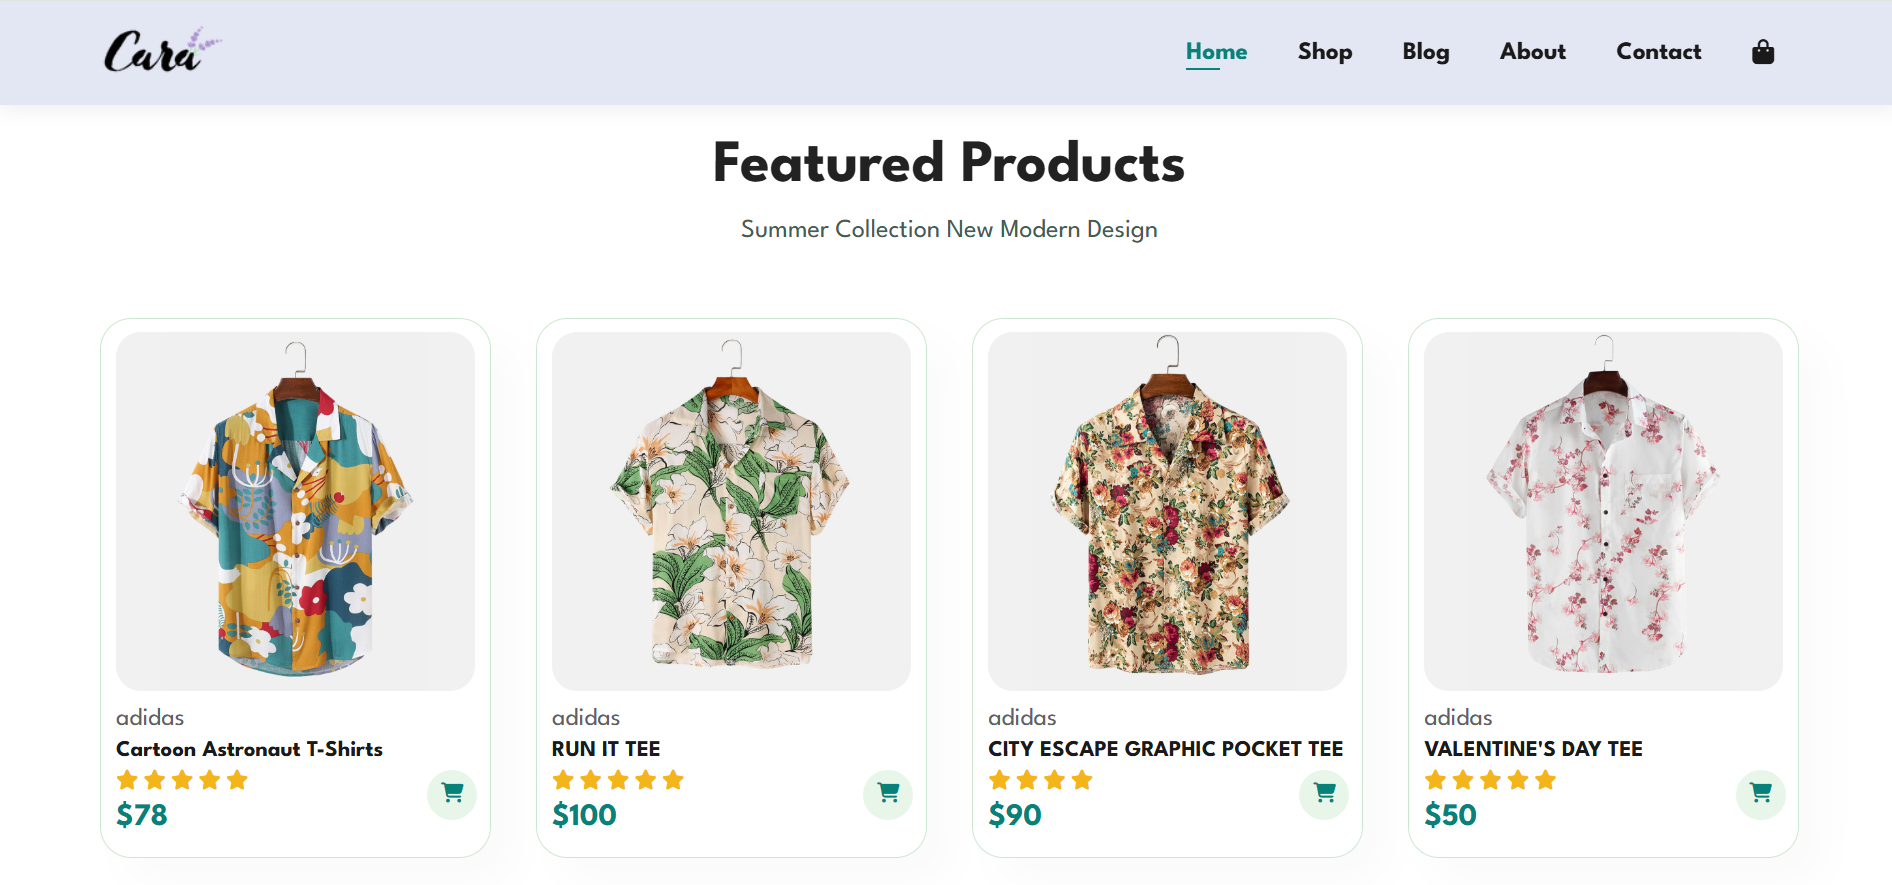 Cara
Home Shop Blog About Contact
Featured Products
Summer Collection New Modern Design
adidas
Cartoon Astronaut T-Shirts
$78
adidas
RUN IT TEE
$100
adidas
CITY ESCAPE GRAPHIC POCKET TEE
$90
adidas
VALENTINE'S DAY TEE
$50